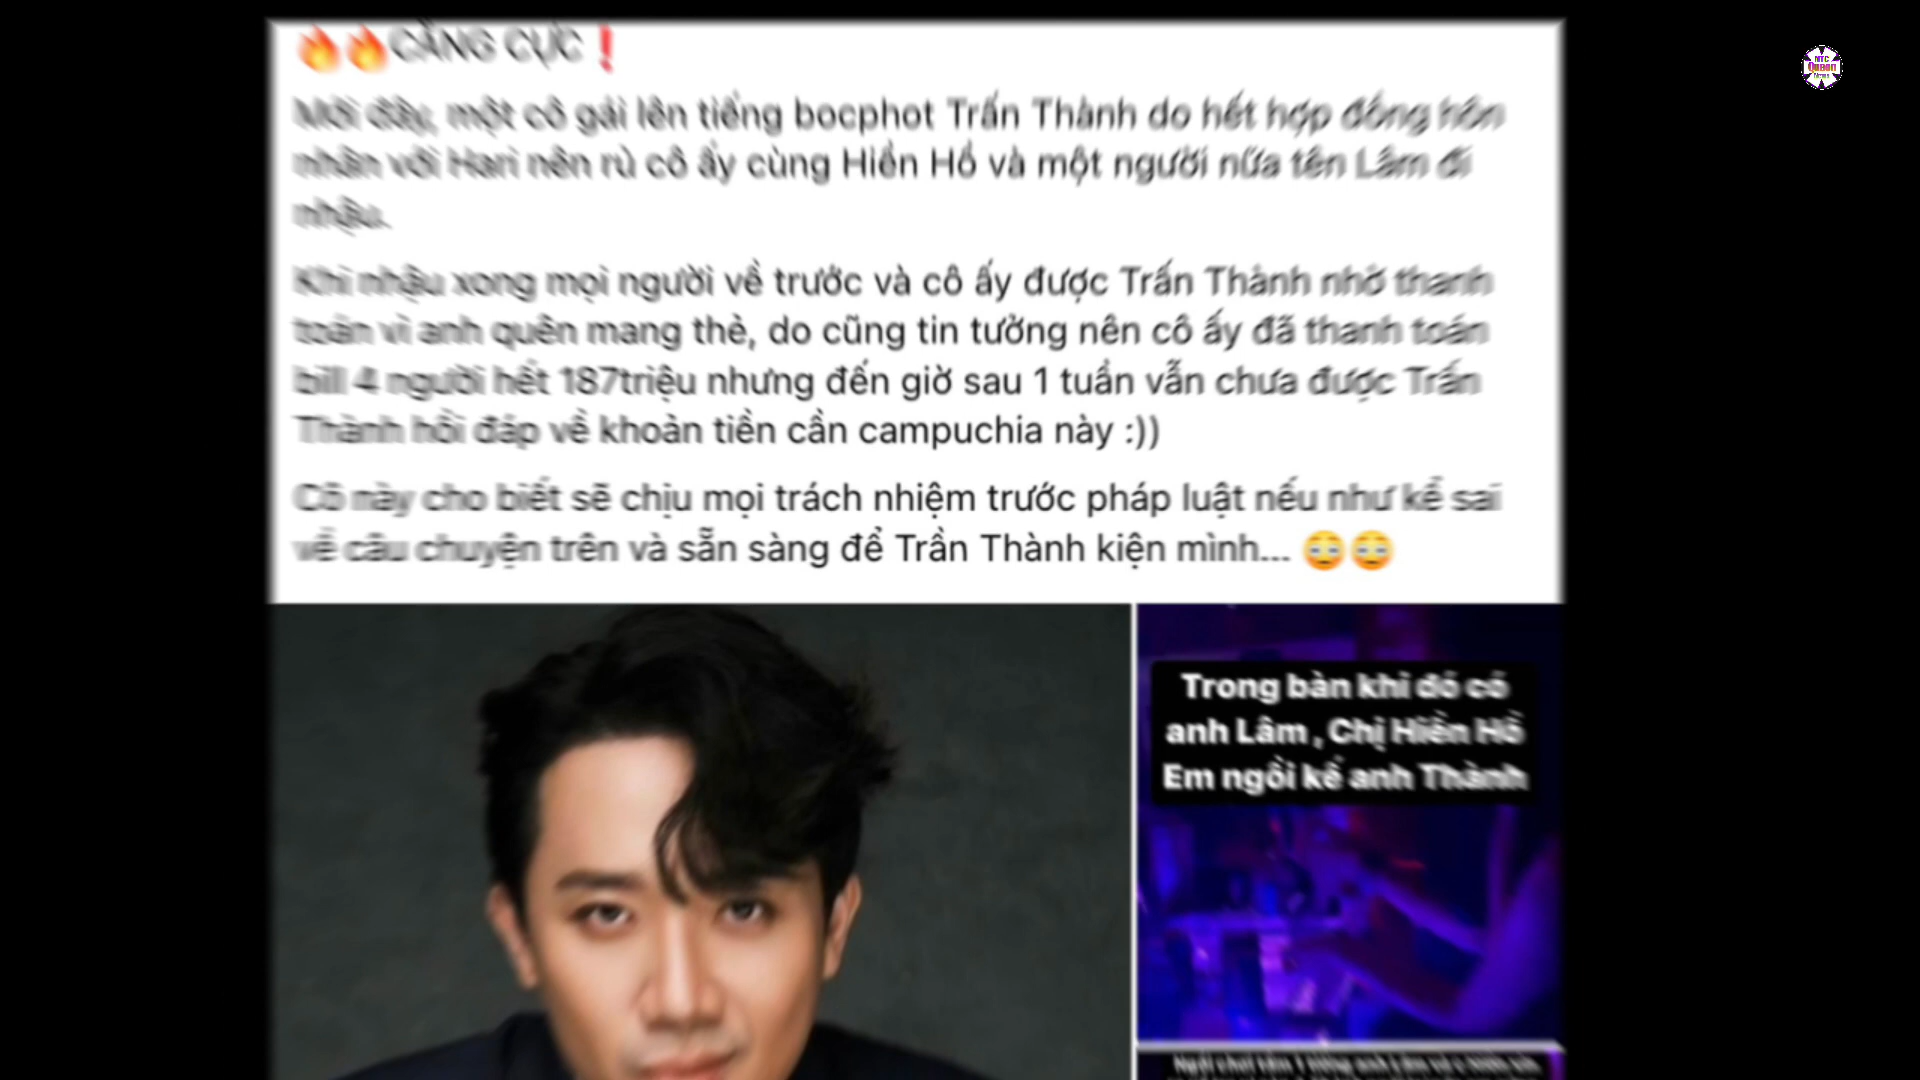 CĂNG CỰC❗
Mới đây, một cô gái lên tiếng bocphot Trấn Thành do hết hợp đồng hôn
nhân với Hari nên rủ cô ấy cùng Hiền Hồ và một người nữa tên Lâm đi
nhậu.
Khi nhậu xong mọi người về trước và cô ấy được Trấn Thành nhờ thanh
toán vì anh quên mang thẻ, do cũng tin tưởng nên cô ấy đã thanh toán
bill 4 người hết 187triệu nhưng đến giờ sau 1 tuần vẫn chưa được Trấn
Thành hồi đáp về khoản tiền cần campuchia này :))
Cô này cho biết sẽ chịu mọi trách nhiệm trước pháp luật nếu như kể sai
về câu chuyện trên và sẵn sàng để Trần Thành kiện mình...
Trong bàn khi đó có
anh Lâm , Chị Hiền Hồ
Em ngồi kế anh Thành
NTC
Queen
News